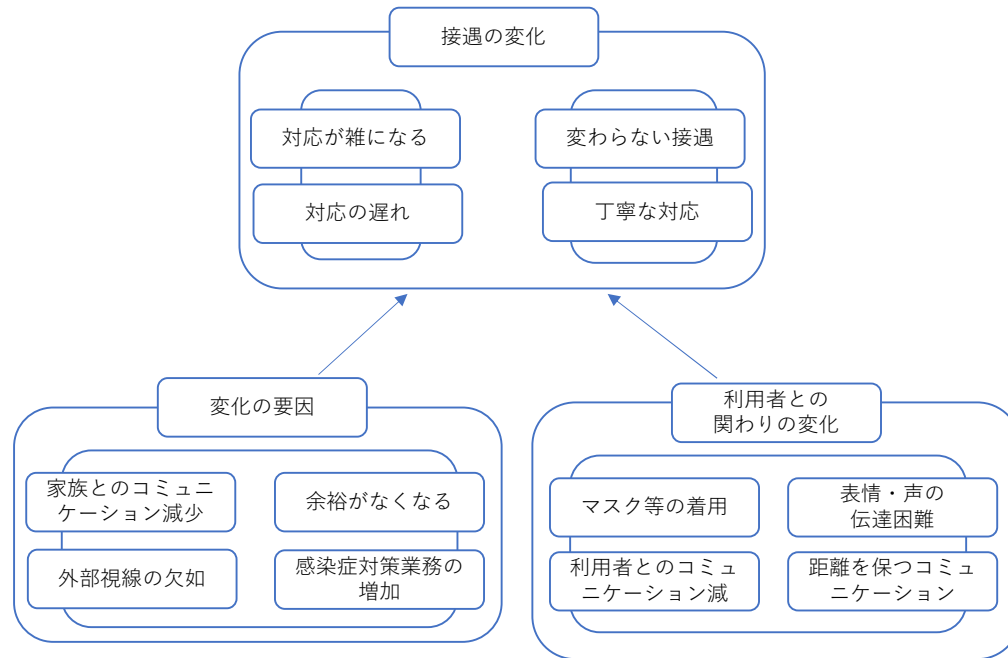 接遇の変化
対応が雑になる
変わらない接遇
対応の遅れ
丁寧な対応
変化の要因
家族とのコミュニ
ケーション減少
余裕がなくなる
外部視線の欠如
感染症対策業務の
増加
利用者との
関わりの変化
マスク等の着用
表情・声の
伝達困難
利用者とのコミュ
ニケーション減
距離を保つコミュ
ニケーション